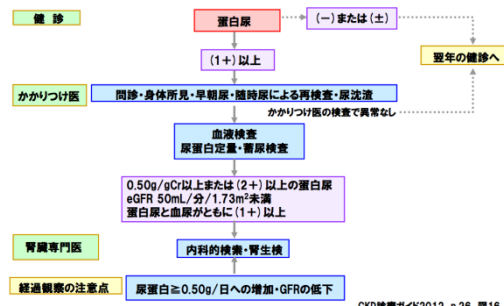 健 診
蛋白尿
(－)または(±)
(1+)以上
翌年の健診へ
かかりつけ医
問診・身体所見・早朝尿・随時尿による再検査・尿沈渣
かかりつけ医の検査で異常なし
血液検査
尿蛋白定量・蓄尿検査
0.50g/gCr以上または(2+)以上の蛋白尿
eGFR 50mL/分/1.73m²未満
蛋白尿と血尿がともに(1+)以上
腎臓専門医
内科的検索・腎生検
経過観察の注意点
尿蛋白≧0.50g/日への増加・GFRの低下
CKD診療ガイド2012 p.26 図16